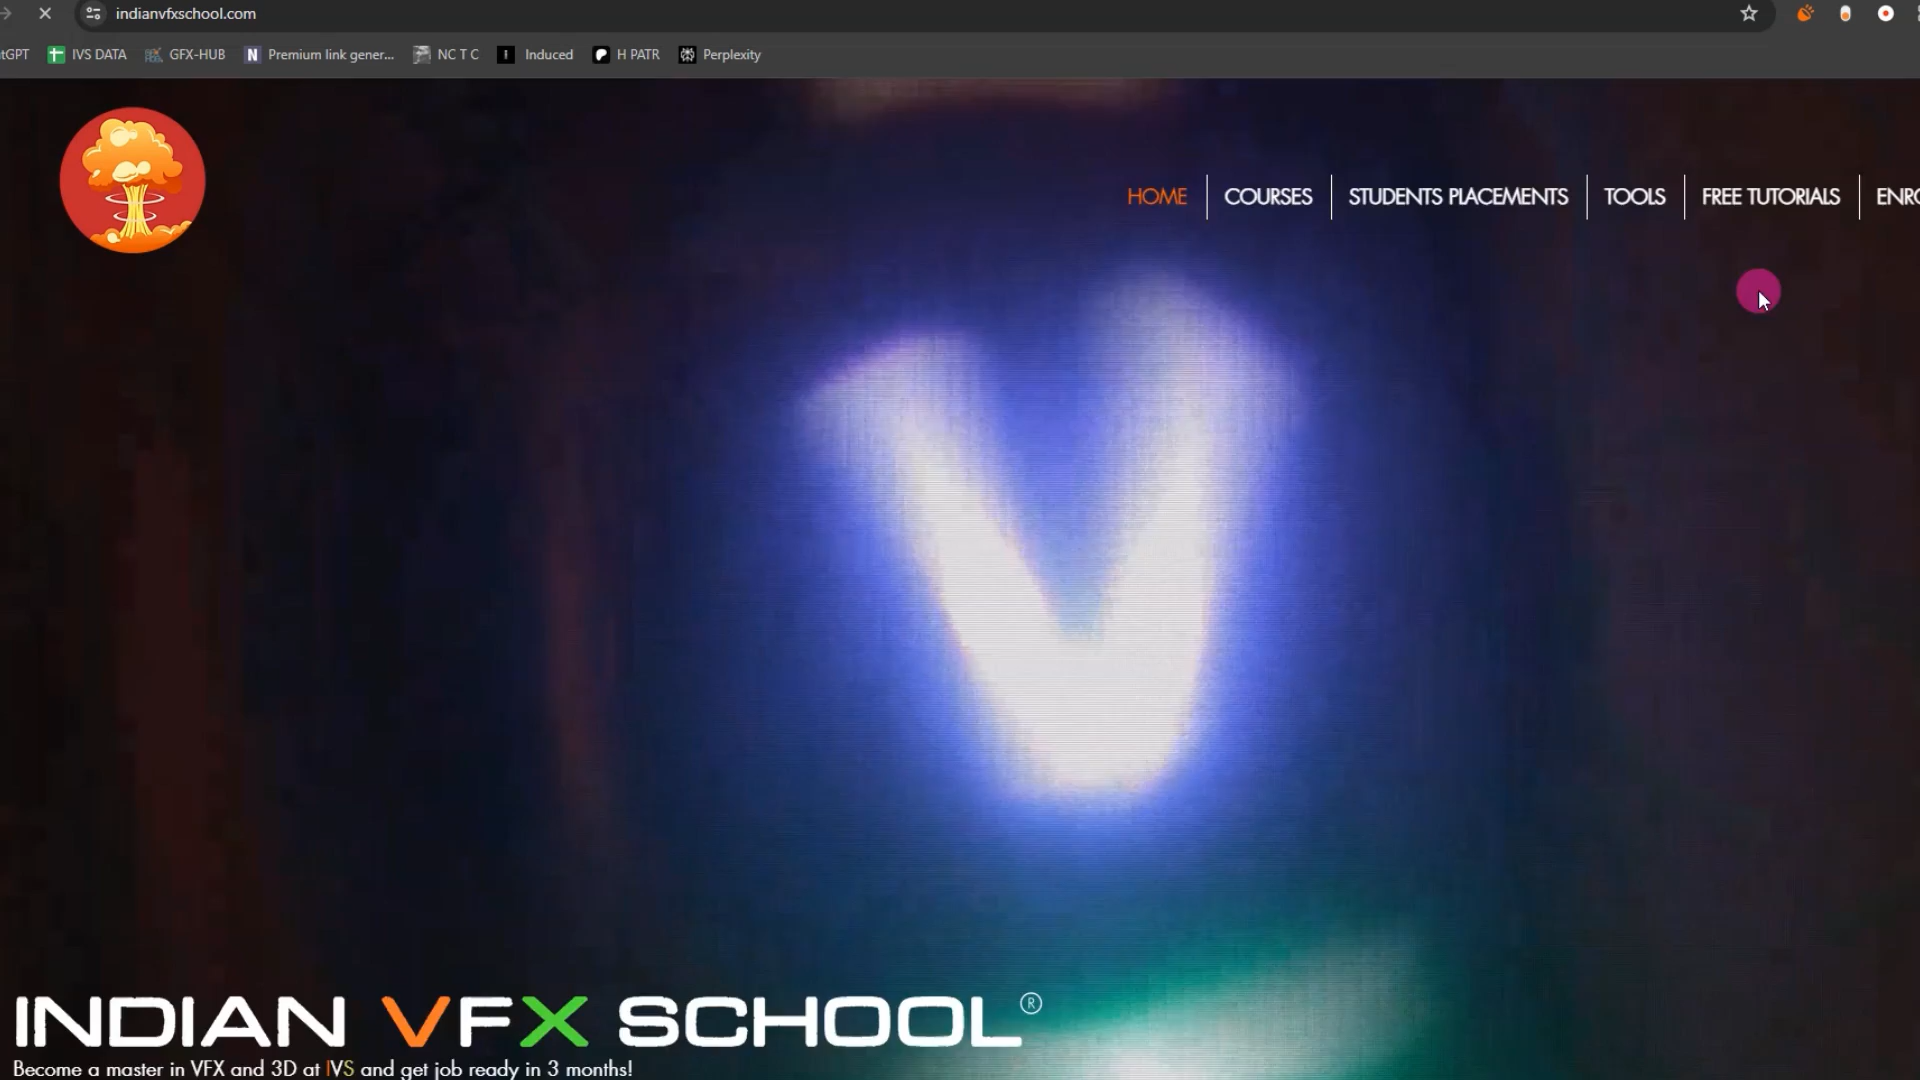 indianvfxschool.com
tGPT IVS DATA GFX-HUB N Premium link gener... NC T C i Induced H PATR Perplexity
HOME COURSES STUDENTS PLACEMENTS TOOLS FREE TUTORIALS ENRO
V
INDIAN VFX SCHOOL®
Become a master in VFX and 3D at IVS and get job ready in 3 months!